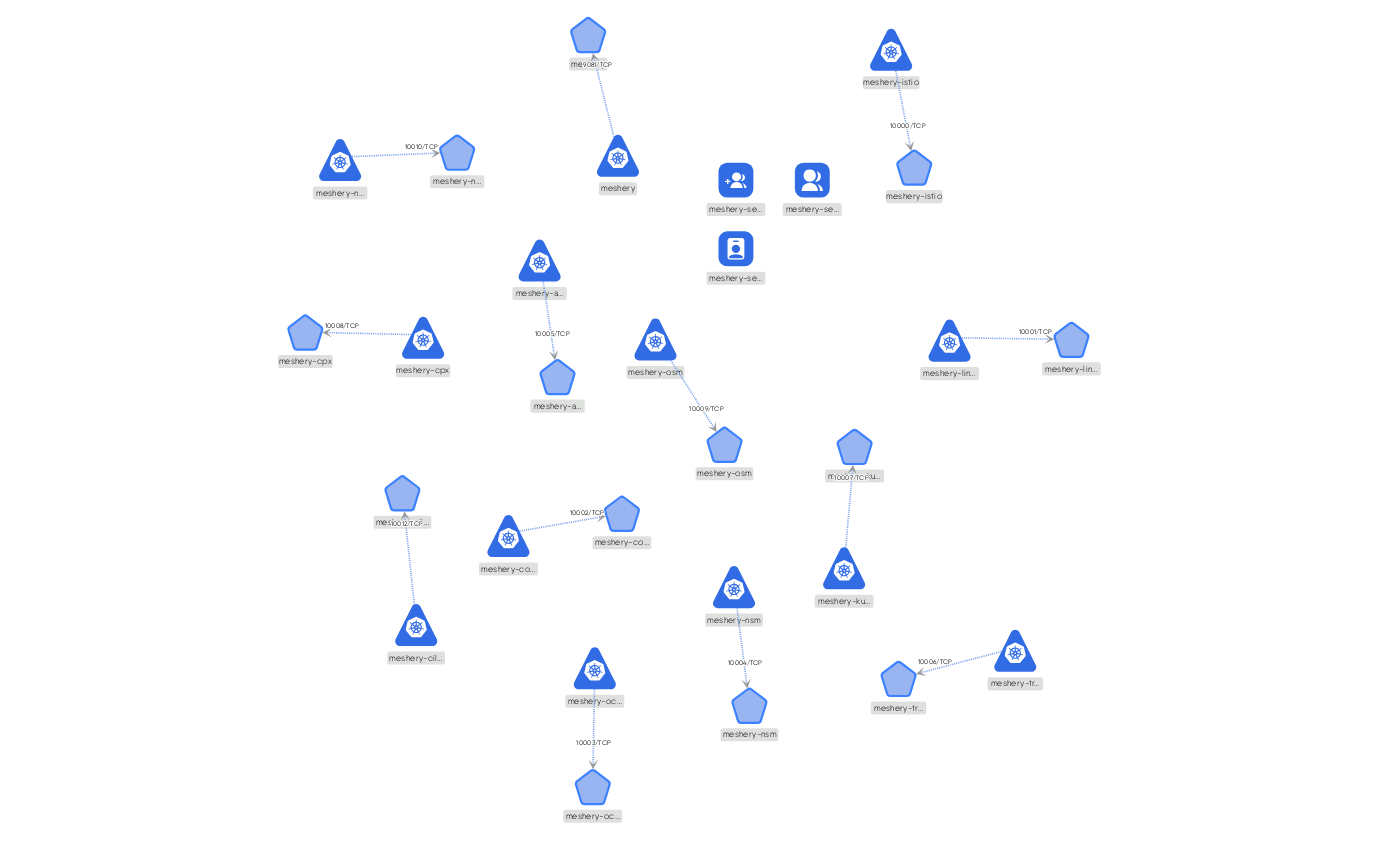 9081/TCP
meshery-istio
10000/TCP
10010/TCP
meshery-n...
meshery-n...
meshery
meshery-istio
meshery-se...
meshery-se...
meshery-se...
meshery-a...
10005/TCP
10008/TCP
meshery-cpx
meshery-cpx
meshery-a...
meshery-osm
10009/TCP
meshery-osm
10001/TCP
meshery-lin...
meshery-lin...
10007/TCP
10012/TCP
10002/TCP
meshery-co...
meshery-co...
meshery-ku...
meshery-nsm
10004/TCP
meshery-nsm
meshery-cil...
meshery-oc...
10003/TCP
meshery-oc...
10006/TCP
meshery-tr...
meshery-tr...